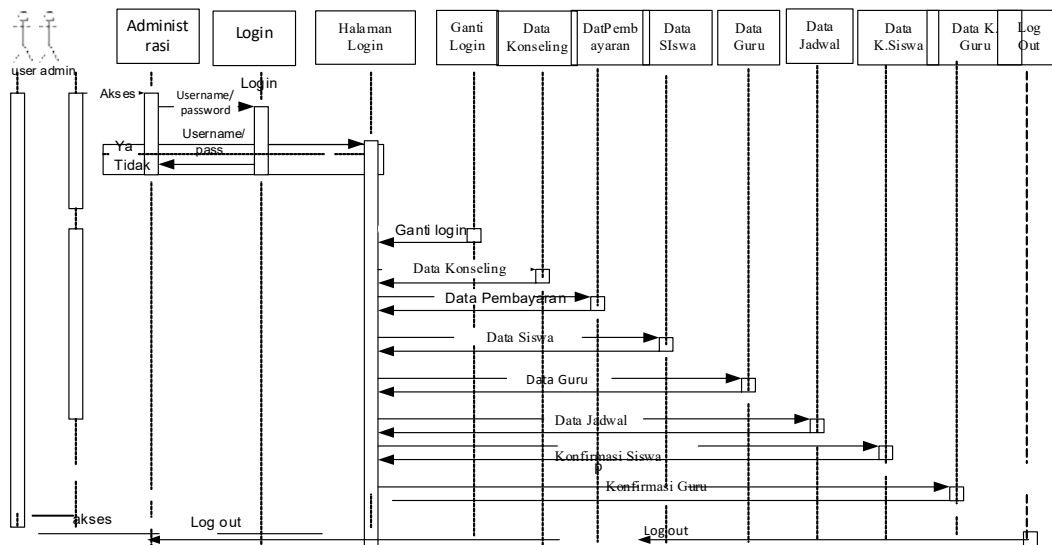 user admin
Administ
rasi
Login
Halaman
Login
Ganti
Login
Data
Konseling
DatPemb
ayaran
Data
SIswa
Data
Guru
Data
Jadwal
Data
K.Siswa
Data K.
Guru
Log
Out
Akses
Username/
password
Login
Username/
pass
Ya
Tidak
Ganti login
Data Konseling
Data Pembayaran
Data Siswa
Data Guru
Data Jadwal
Konfirmasi Siswa
P
Konfirmasi Guru
akses
Log out
Logout